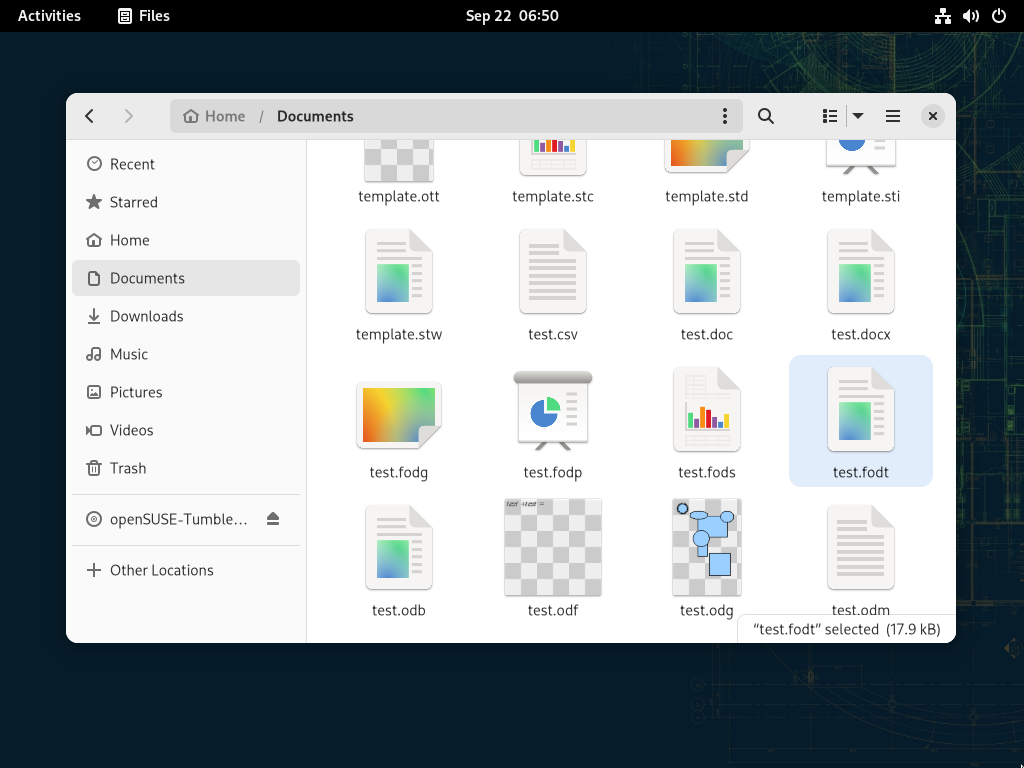 Activities Files Sep 22 06:50
Home / Documents
Recent
Starred
Home
Documents
Downloads
Music
Pictures
Videos
Trash
openSUSE-Tumble…
Other Locations
template.ott template.stc template.std template.sti
template.stw test.csv test.doc test.docx
test.fodg test.fodp test.fods test.fodt
test.odb test.odf test.odg test.odm
"test.fodt" selected (17.9 kB)